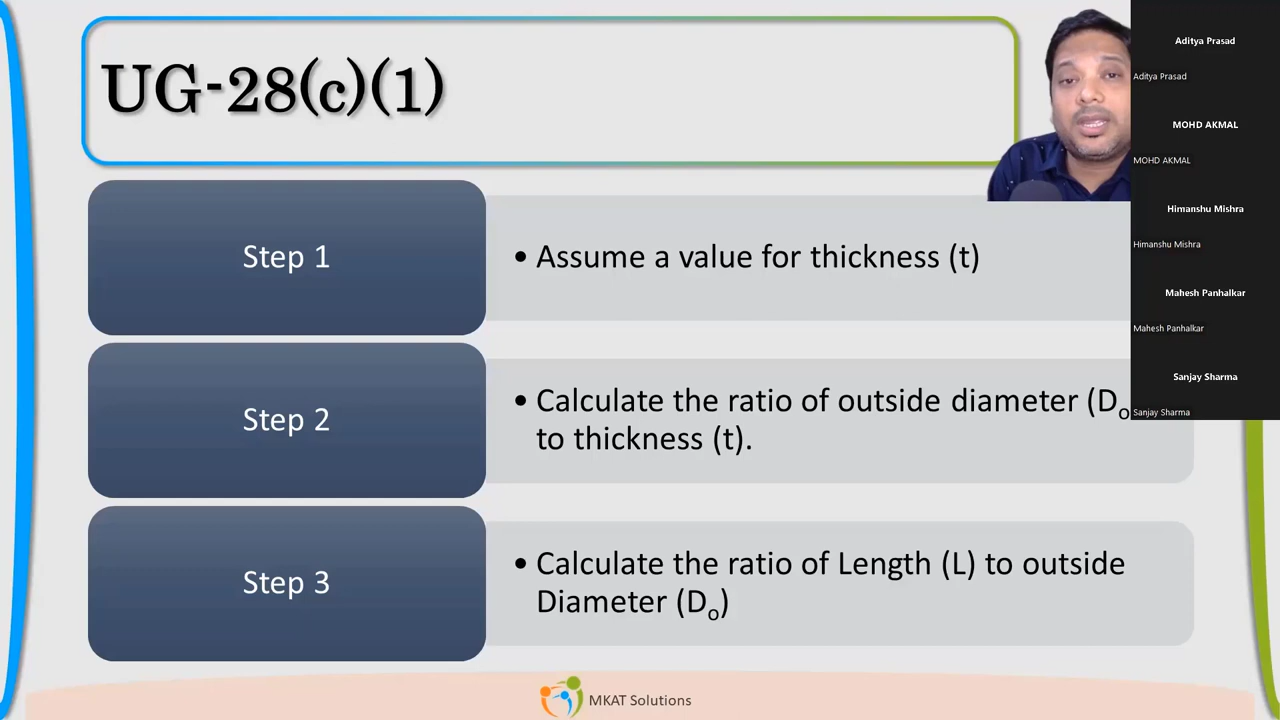 UG-28(c)(1)
Step 1
• Assume a value for thickness (t)
Step 2
• Calculate the ratio of outside diameter (Do
to thickness (t).
Step 3
• Calculate the ratio of Length (L) to outside
Diameter (Do)
MKAT Solutions
Aditya Prasad
Aditya Prasad
MOHD AKMAL
MOHD AKMAL
Himanshu Mishra
Himanshu Mishra
Mahesh Panhalkar
Mahesh Panhalkar
Sanjay Sharma
Sanjay Sharma